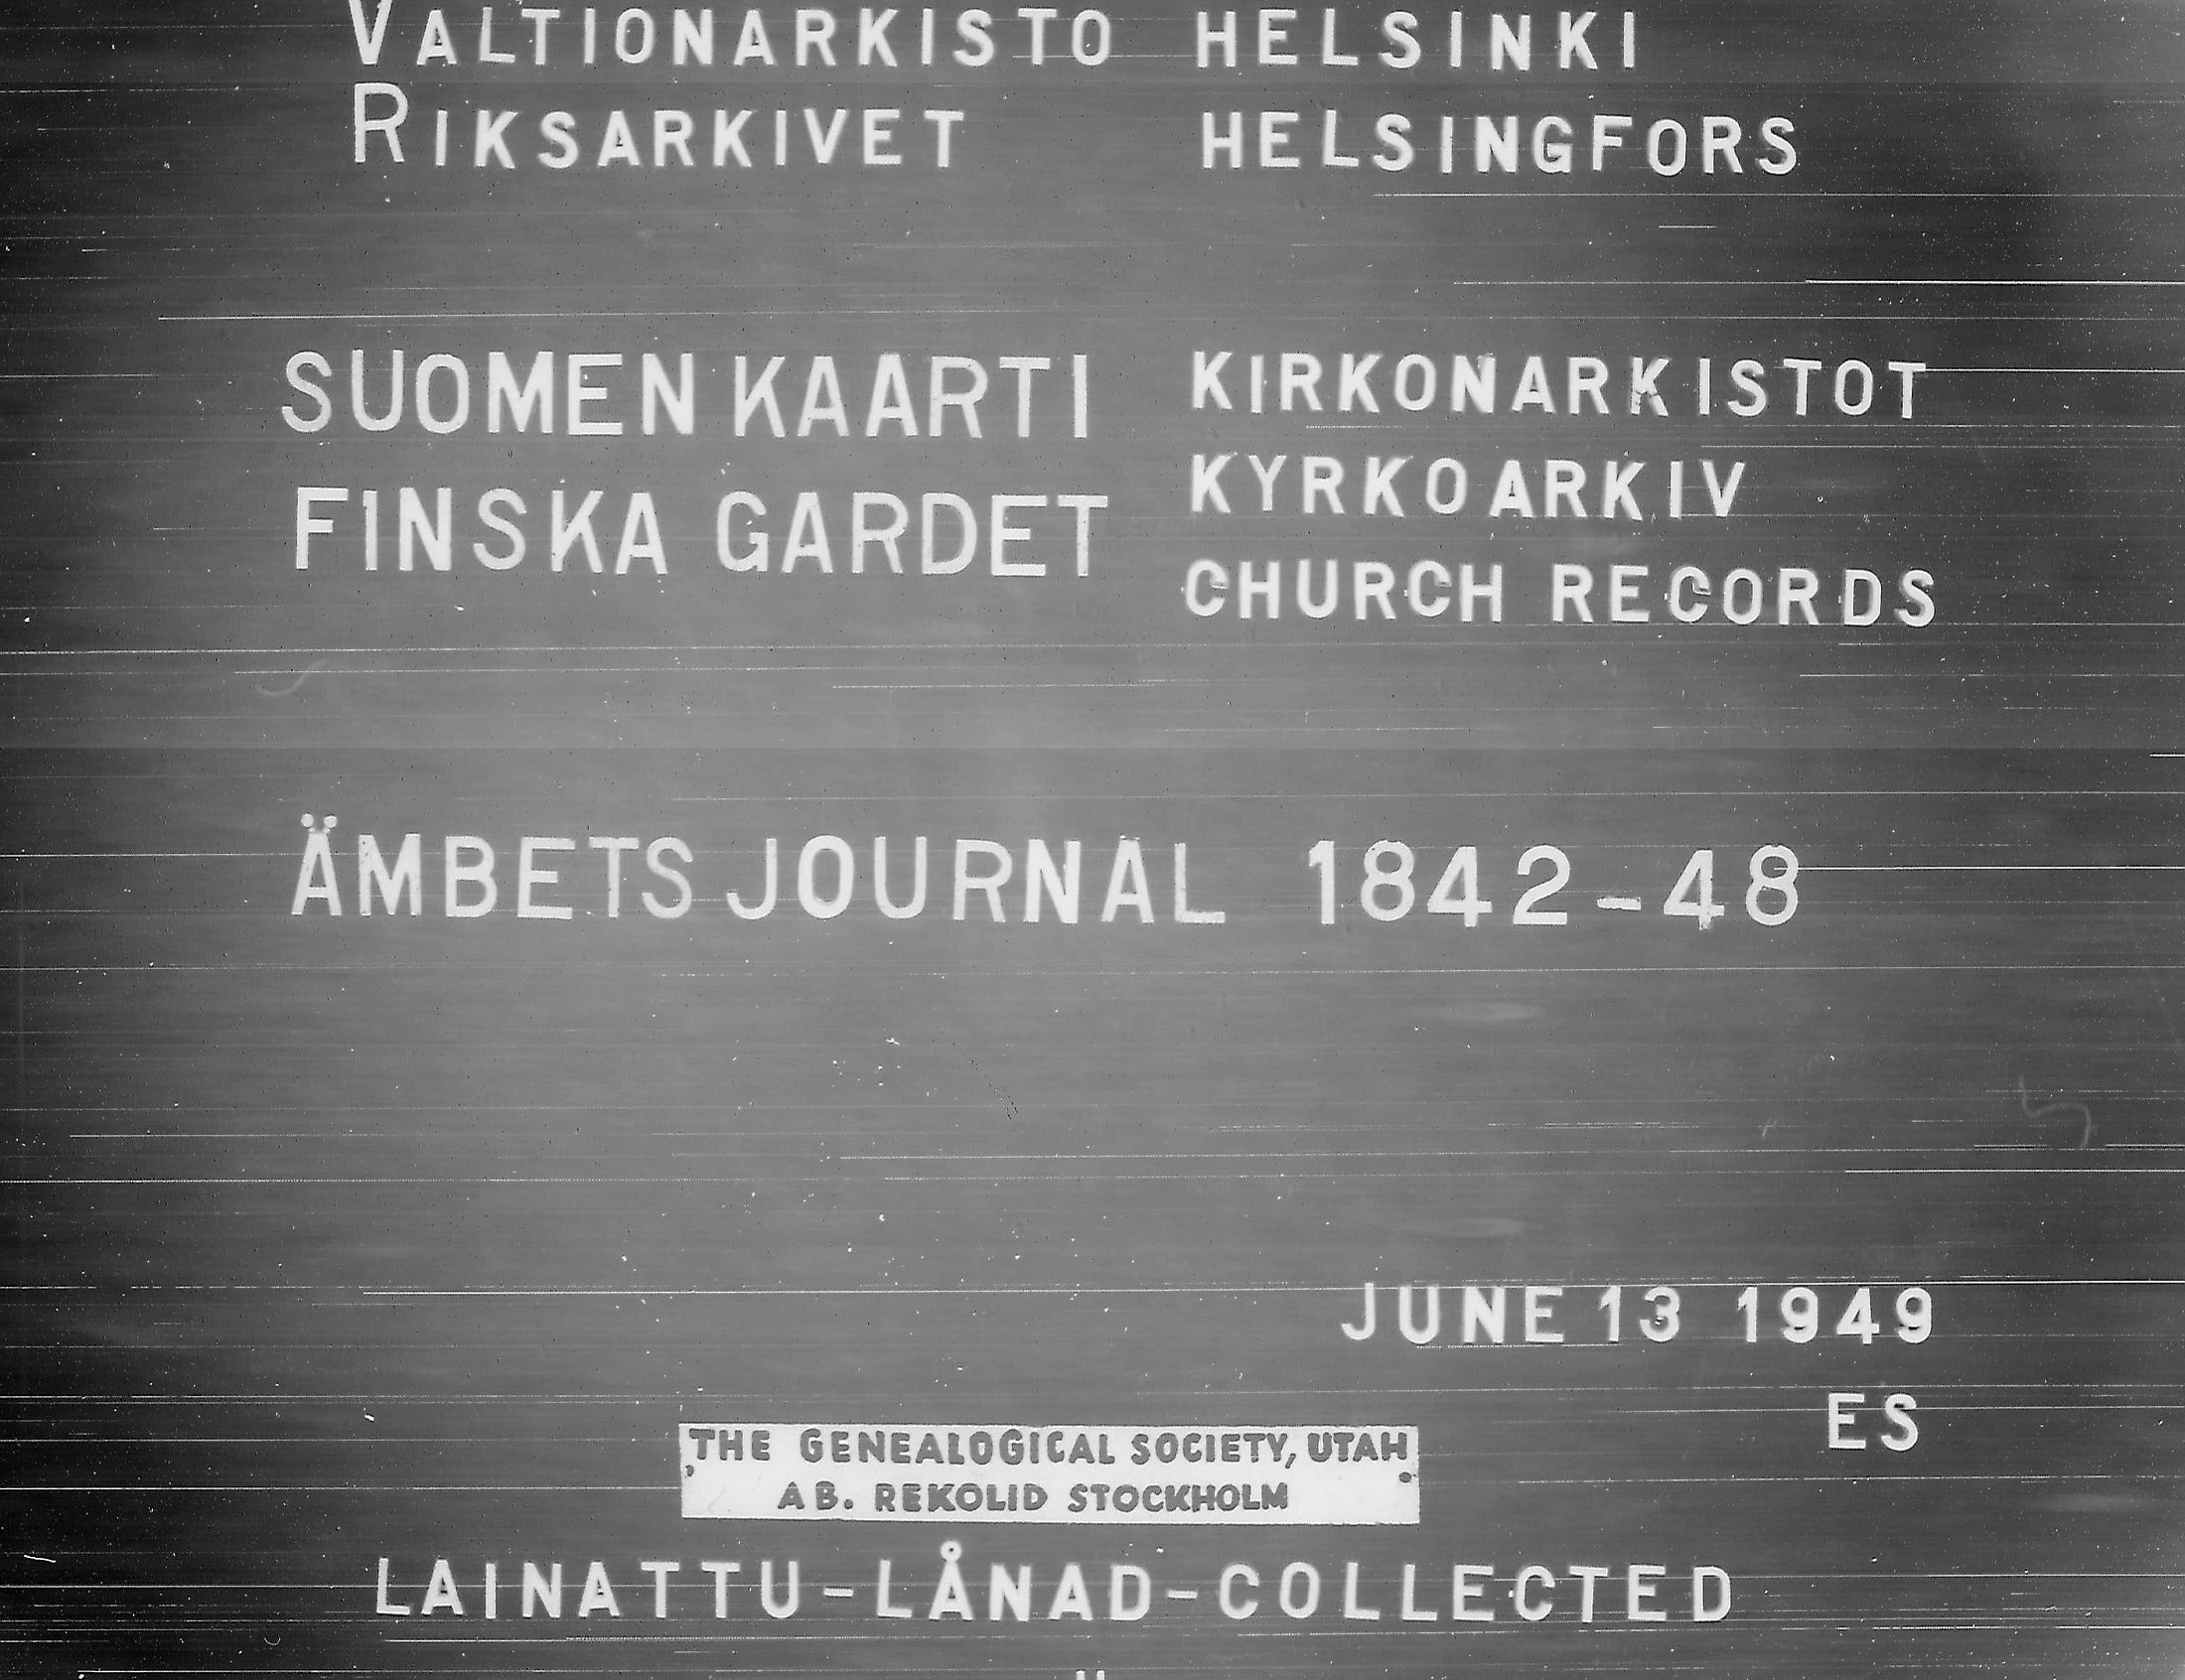 VALTIONARKISTO HELSINKI
RIKSARKIVET HELSINGFORS
SUOMEN KAARTI
FINSKA GARDET
KIRKONARKISTOT
KYRKOARKIV
CHURCH RECORDS
ÄMBETSJOURNAL 1842-48
JUNE 13 1949
ES
THE GENEALOGICAL SOCIETY, UTAH
AB. REKOLID STOCKHOLM
LAINATTU-LÅNAD-COLLECTED